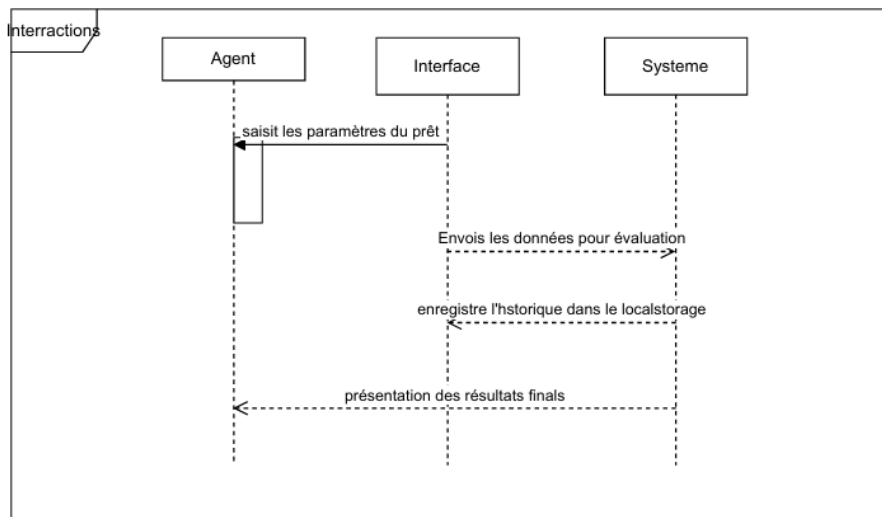 Interractions
Agent
Interface
Systeme
saisit les paramètres du prêt
Envois les données pour évaluation
enregistre l'hstorique dans le localstorage
présentation des résultats finals